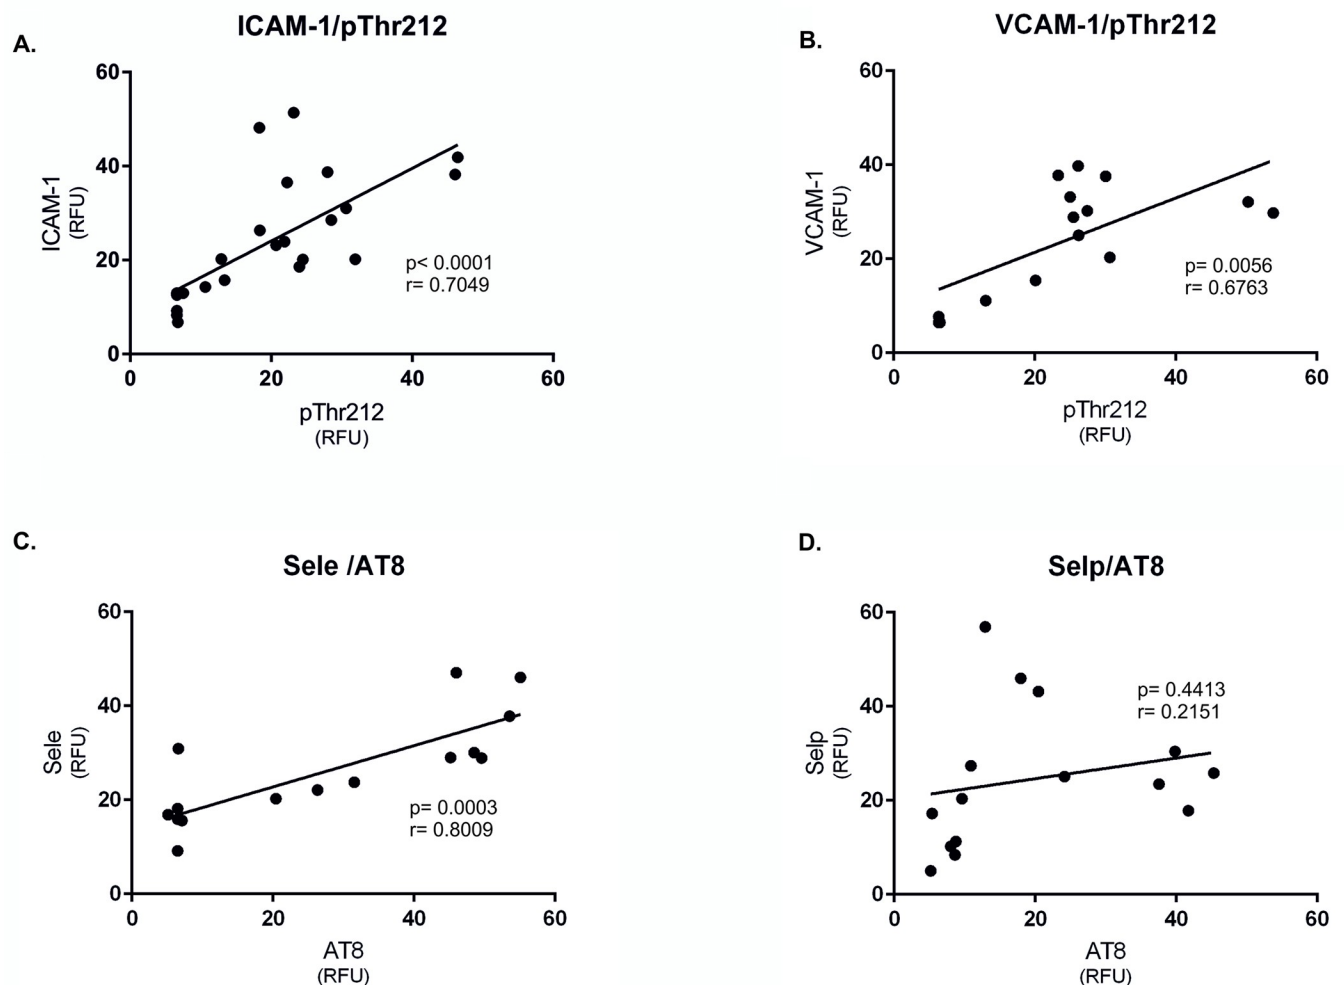 A.
ICAM-1/pThr212
60
40
20
0
0 20 40 60
ICAM-1
(RFU)
p< 0.0001
r= 0.7049
pThr212
(RFU)
B.
VCAM-1/pThr212
60
40
20
0
0 20 40 60
VCAM-1
(RFU)
p= 0.0056
r= 0.6763
pThr212
(RFU)
C.
Sele /AT8
60
40
20
0
0 20 40 60
Sele
(RFU)
p= 0.0003
r= 0.8009
AT8
(RFU)
D.
Selp/AT8
60
40
20
0
0 20 40 60
Selp
(RFU)
p= 0.4413
r= 0.2151
AT8
(RFU)